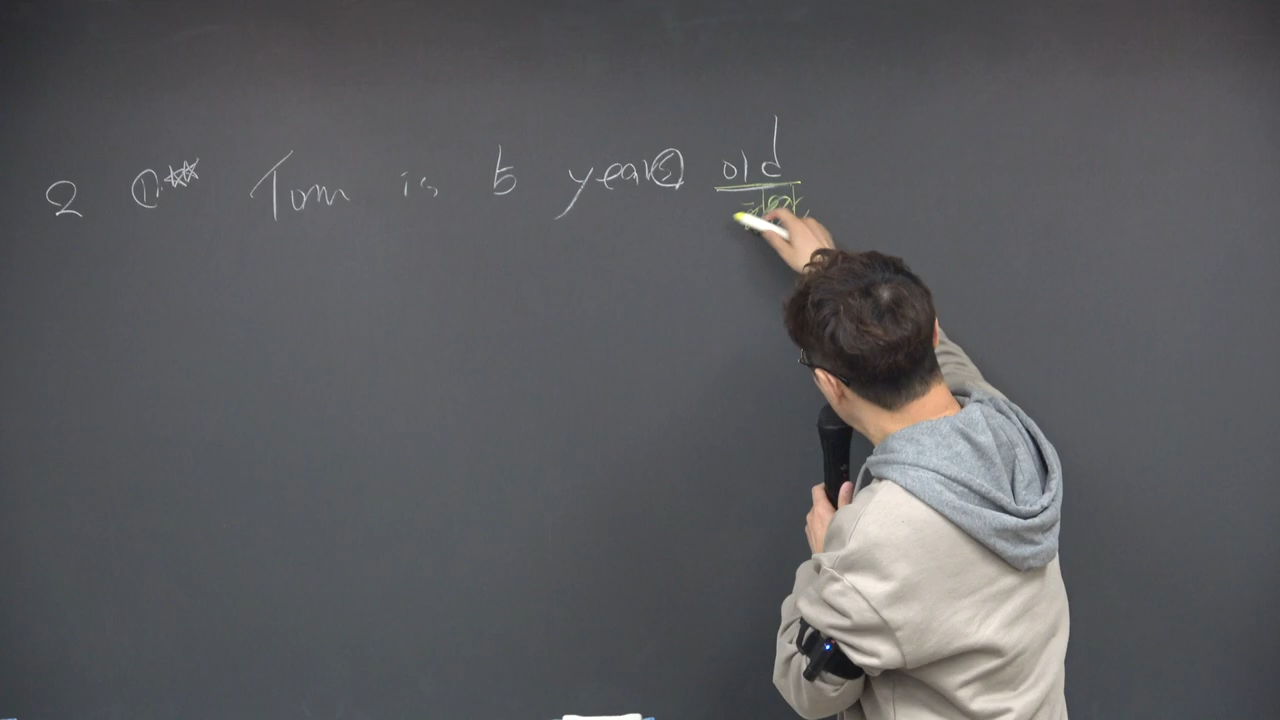 2 ①** Tom is 5 years old